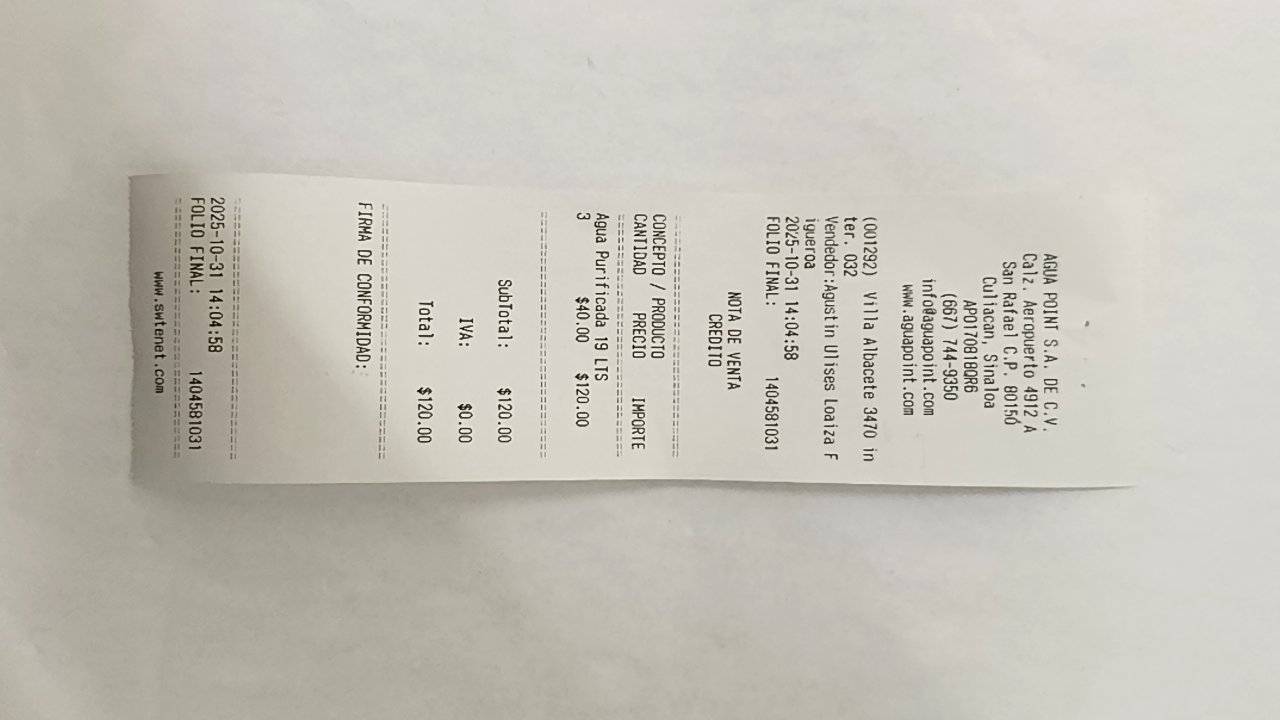 AGUA POINT S.A. DE C.V.
Calz. Aeropuerto 4912 A
San Rafael C.P. 80150
Culiacan, Sinaloa
APO170818QR6
(667) 744-9350
info@aguapoint.com
www.aguapoint.com
(001292) Villa Albacete 3470 in
ter. 032
Vendedor:Agustin Ulises Loaiza F
igueroa
2025-10-31 14:04:58
FOLIO FINAL: 1404581031
NOTA DE VENTA
CREDITO
================================
CONCEPTO / PRODUCTO
CANTIDAD PRECIO IMPORTE
================================
Agua Purificada 19 LTS
3 $40.00 $120.00
================================
SubTotal: $120.00
IVA: $0.00
Total: $120.00
================================
FIRMA DE CONFORMIDAD:
================================
2025-10-31 14:04:58
FOLIO FINAL: 1404581031
================================
www.swtenet.com